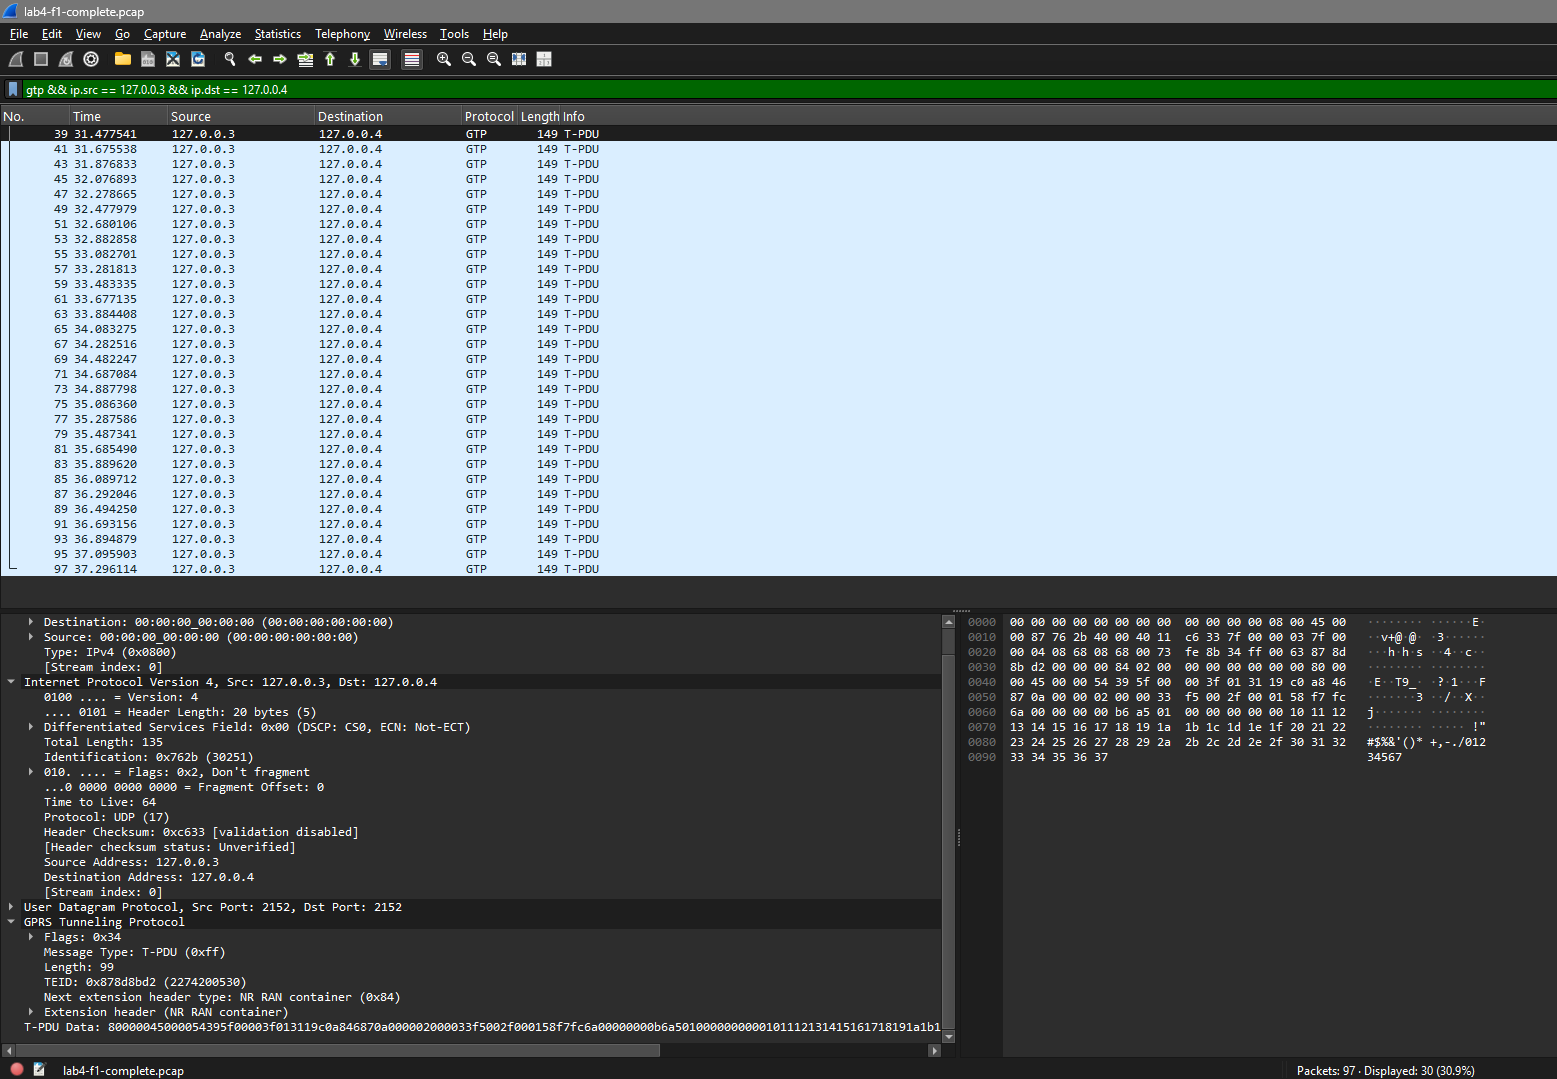 lab4-f1-complete.pcap
File Edit View Go Capture Analyze Statistics Telephony Wireless Tools Help
gtp && ip.src == 127.0.0.3 && ip.dst == 127.0.0.4
No. Time Source Destination Protocol Length Info
39 31.477541 127.0.0.3 127.0.0.4 GTP 149 T-PDU
41 31.675538 127.0.0.3 127.0.0.4 GTP 149 T-PDU
43 31.876833 127.0.0.3 127.0.0.4 GTP 149 T-PDU
45 32.076893 127.0.0.3 127.0.0.4 GTP 149 T-PDU
47 32.278665 127.0.0.3 127.0.0.4 GTP 149 T-PDU
49 32.477979 127.0.0.3 127.0.0.4 GTP 149 T-PDU
51 32.680106 127.0.0.3 127.0.0.4 GTP 149 T-PDU
53 32.882858 127.0.0.3 127.0.0.4 GTP 149 T-PDU
55 33.082701 127.0.0.3 127.0.0.4 GTP 149 T-PDU
57 33.281813 127.0.0.3 127.0.0.4 GTP 149 T-PDU
59 33.483335 127.0.0.3 127.0.0.4 GTP 149 T-PDU
61 33.677135 127.0.0.3 127.0.0.4 GTP 149 T-PDU
63 33.884408 127.0.0.3 127.0.0.4 GTP 149 T-PDU
65 34.083275 127.0.0.3 127.0.0.4 GTP 149 T-PDU
67 34.282516 127.0.0.3 127.0.0.4 GTP 149 T-PDU
69 34.482247 127.0.0.3 127.0.0.4 GTP 149 T-PDU
71 34.687084 127.0.0.3 127.0.0.4 GTP 149 T-PDU
73 34.887798 127.0.0.3 127.0.0.4 GTP 149 T-PDU
75 35.086360 127.0.0.3 127.0.0.4 GTP 149 T-PDU
77 35.287586 127.0.0.3 127.0.0.4 GTP 149 T-PDU
79 35.487341 127.0.0.3 127.0.0.4 GTP 149 T-PDU
81 35.685490 127.0.0.3 127.0.0.4 GTP 149 T-PDU
83 35.889620 127.0.0.3 127.0.0.4 GTP 149 T-PDU
85 36.089712 127.0.0.3 127.0.0.4 GTP 149 T-PDU
87 36.292046 127.0.0.3 127.0.0.4 GTP 149 T-PDU
89 36.494250 127.0.0.3 127.0.0.4 GTP 149 T-PDU
91 36.693156 127.0.0.3 127.0.0.4 GTP 149 T-PDU
93 36.894879 127.0.0.3 127.0.0.4 GTP 149 T-PDU
95 37.095903 127.0.0.3 127.0.0.4 GTP 149 T-PDU
97 37.296114 127.0.0.3 127.0.0.4 GTP 149 T-PDU
Destination: 00:00:00_00:00:00 (00:00:00:00:00:00)
Source: 00:00:00_00:00:00 (00:00:00:00:00:00)
Type: IPv4 (0x0800)
[Stream index: 0]
Internet Protocol Version 4, Src: 127.0.0.3, Dst: 127.0.0.4
0100 .... = Version: 4
.... 0101 = Header Length: 20 bytes (5)
Differentiated Services Field: 0x00 (DSCP: CS0, ECN: Not-ECT)
Total Length: 135
Identification: 0x762b (30251)
010. .... = Flags: 0x2, Don't fragment
...0 0000 0000 0000 = Fragment Offset: 0
Time to Live: 64
Protocol: UDP (17)
Header Checksum: 0xc633 [validation disabled]
[Header checksum status: Unverified]
Source Address: 127.0.0.3
Destination Address: 127.0.0.4
[Stream index: 0]
User Datagram Protocol, Src Port: 2152, Dst Port: 2152
GPRS Tunneling Protocol
Flags: 0x34
Message Type: T-PDU (0xff)
Length: 99
TEID: 0x878d8bd2 (2274200530)
Next extension header type: NR RAN container (0x84)
Extension header (NR RAN container)
T-PDU Data: 80000045000054395f00003f013119c0a846870a000002000033f5002f000158f7fc6a00000000b6a5010000000000101112131415161718191a1b1
0000 00 00 00 00 00 00 00 00 00 00 00 00 08 00 45 00 ········ ······E·
0010 00 87 76 2b 40 00 40 11 c6 33 7f 00 00 03 7f 00 ··v+@·@· ·3······
0020 00 04 08 68 08 68 00 73 fe 8b 34 ff 00 63 87 8d ···h·h·s ··4··c··
0030 8b d2 00 00 00 84 02 00 00 00 00 00 00 00 80 00 ········ ········
0040 00 45 00 00 54 39 5f 00 00 3f 01 31 19 c0 a8 46 ·E··T9_· ·?·1···F
0050 87 0a 00 00 02 00 00 33 f5 00 2f 00 01 58 f7 fc ·······3 ··/··X··
0060 6a 00 00 00 00 b6 a5 01 00 00 00 00 00 10 11 12 j······· ········
0070 13 14 15 16 17 18 19 1a 1b 1c 1d 1e 1f 20 21 22 ········ ····· !"
0080 23 24 25 26 27 28 29 2a 2b 2c 2d 2e 2f 30 31 32 #$%&'()* +,-./012
0090 33 34 35 36 37 34567
lab4-f1-complete.pcap
Packets: 97 · Displayed: 30 (30.9%)